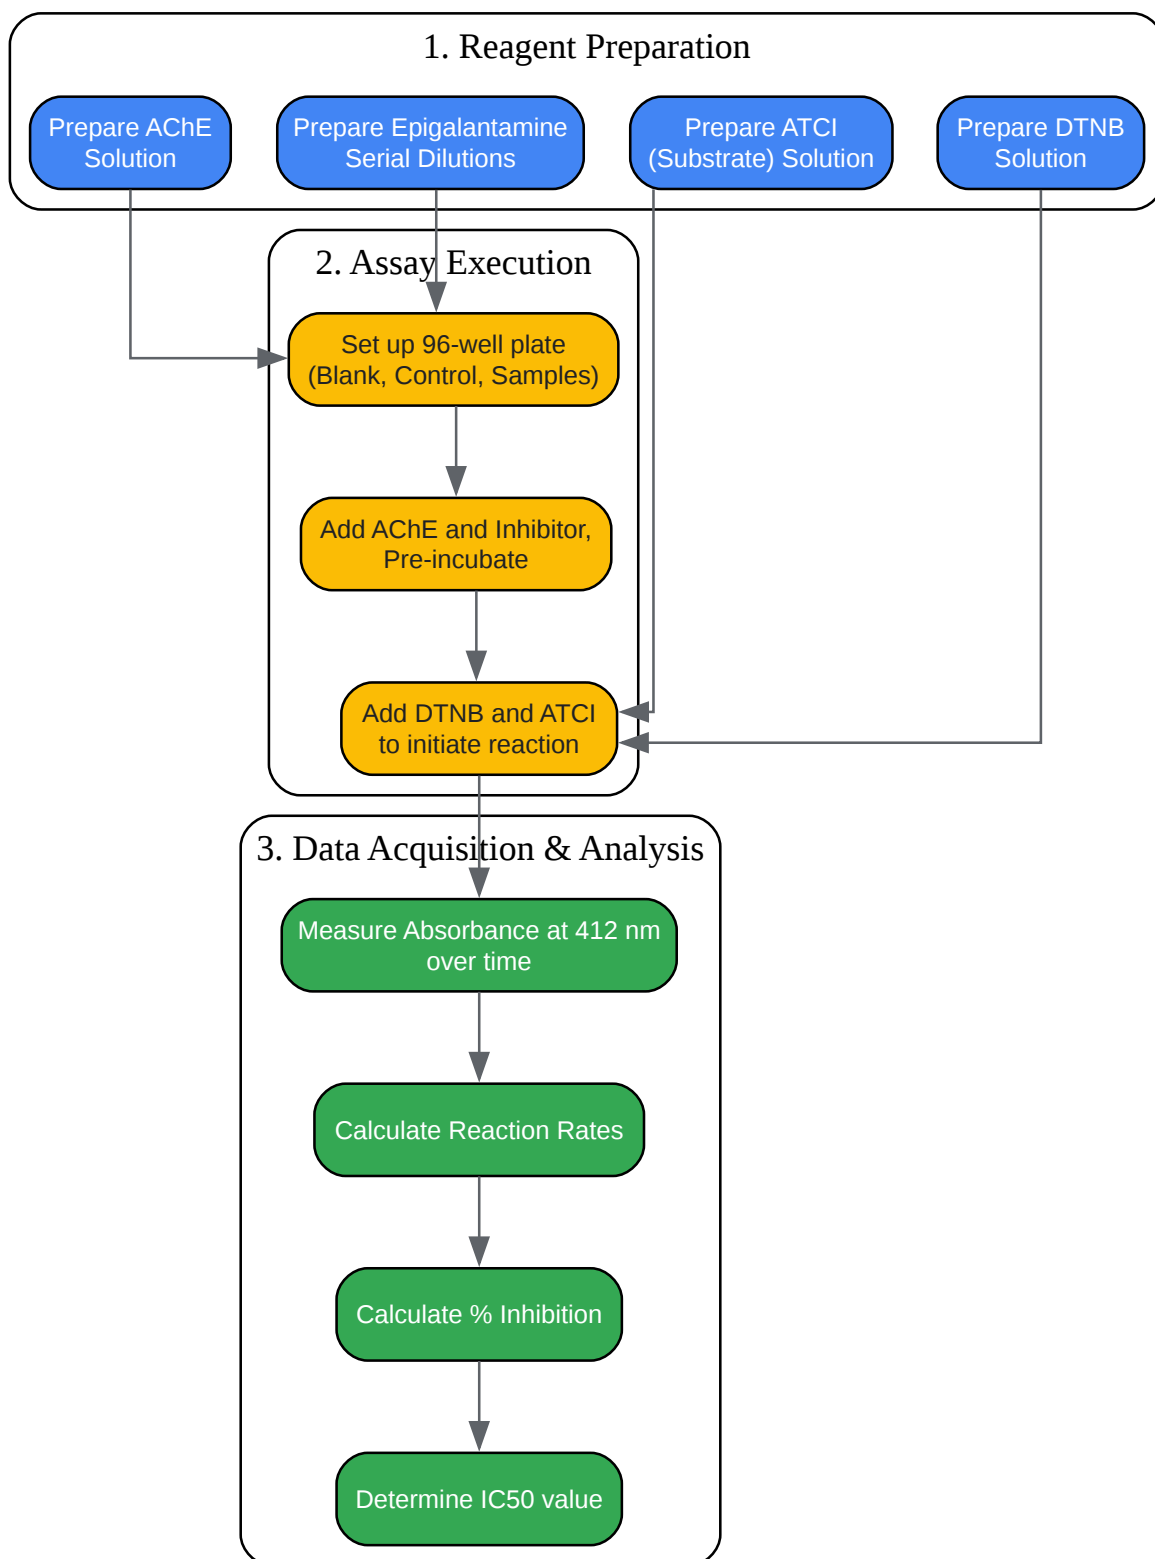 1. Reagent Preparation
Prepare AChE
Solution
Prepare Epigalantamine
Serial Dilutions
Prepare ATCI
(Substrate) Solution
Prepare DTNB
Solution
2. Assay Execution
Set up 96-well plate
(Blank, Control, Samples)
Add AChE and Inhibitor,
Pre-incubate
Add DTNB and ATCI
to initiate reaction
3. Data Acquisition & Analysis
Measure Absorbance at 412 nm
over time
Calculate Reaction Rates
Calculate % Inhibition
Determine IC50 value